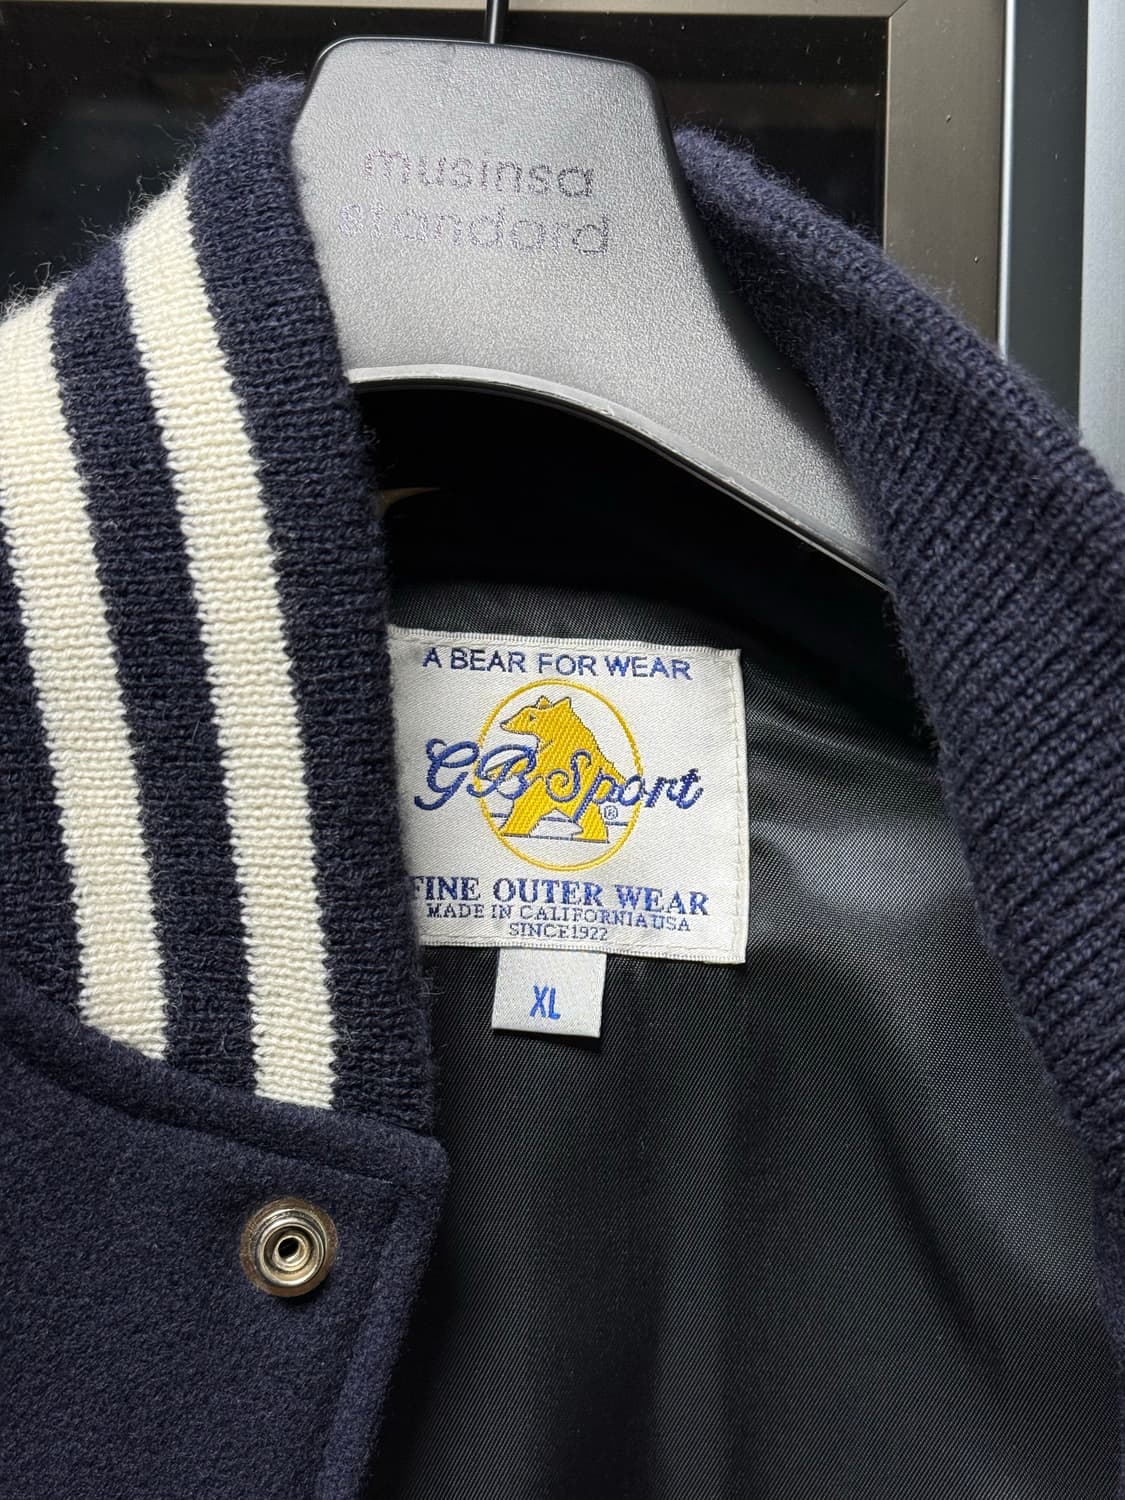 musinsa
standard
A BEAR FOR WEAR
GB Sport
®
FINE OUTER WEAR
MADE IN CALIFORNIA USA
SINCE 1922
XL